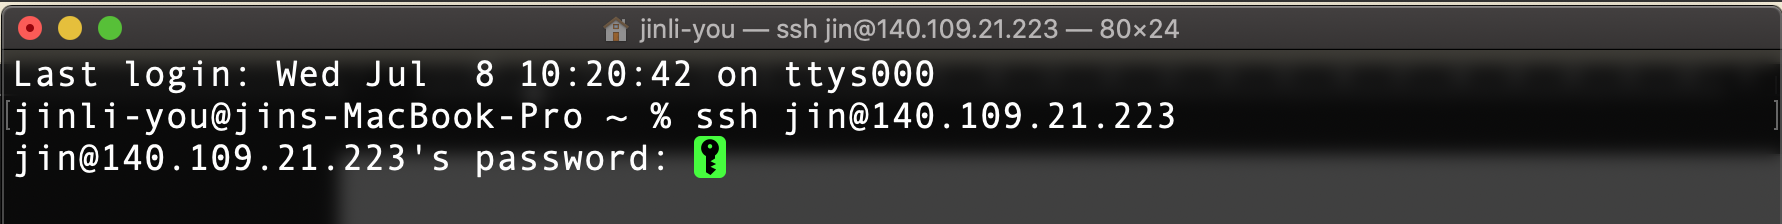 jinli-you — ssh jin@140.109.21.223 — 80×24
Last login: Wed Jul  8 10:20:42 on ttys000
[jinli-you@jins-MacBook-Pro ~ % ssh jin@140.109.21.223 ]
jin@140.109.21.223's password: